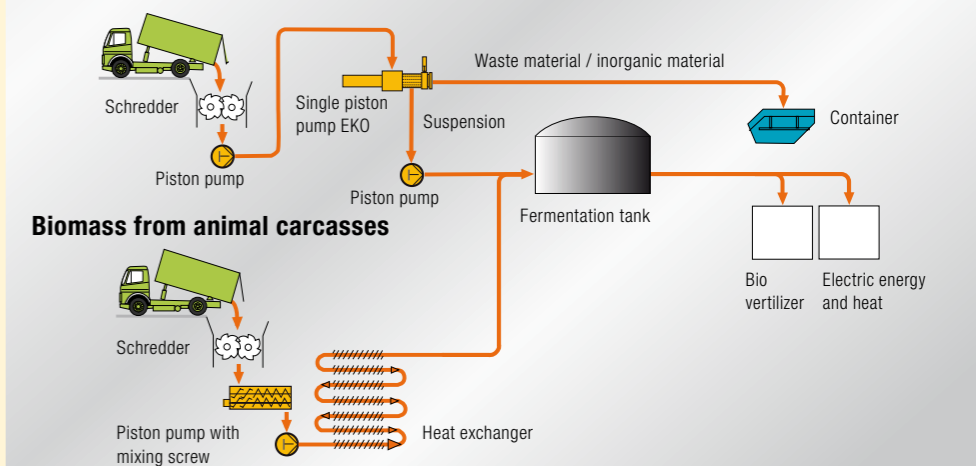 Waste material / inorganic material
Schredder
Single piston
pump EKO
Suspension
Container
Piston pump
Piston pump
Fermentation tank
Biomass from animal carcasses
Bio
vertilizer
Electric energy
and heat
Schredder
Piston pump with
mixing screw
Heat exchanger